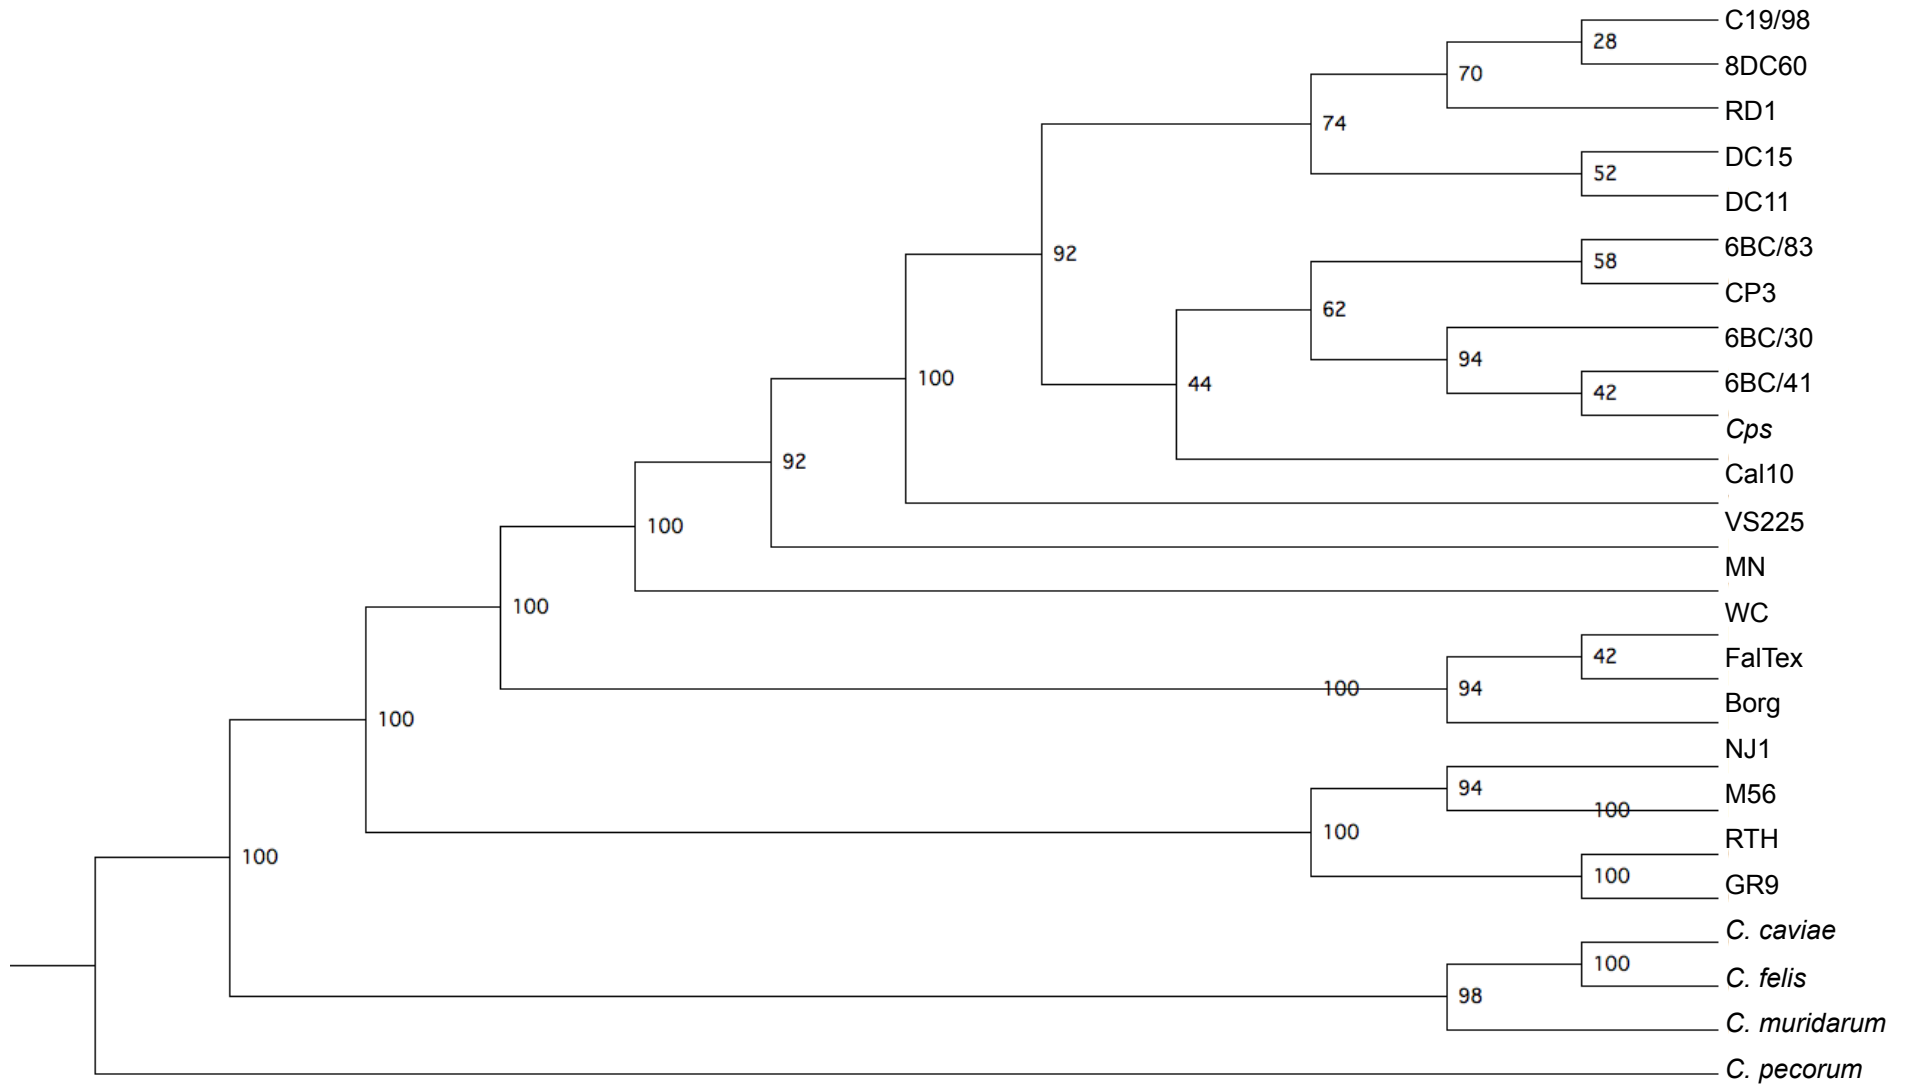 C19/98
28
8DC60
70
RD1
74
DC15
52
DC11
6BC/83
92
58
CP3
62
6BC/30
94
6BC/41
100
44
42
Cps
92
Cal10
VS225
100
MN
100
WC
42
FalTex
100
94
Borg
100
NJ1
94
M56
100
100
RTH
100
GR9
100
C. caviae
100
C. felis
98
C. muridarum
C. pecorum